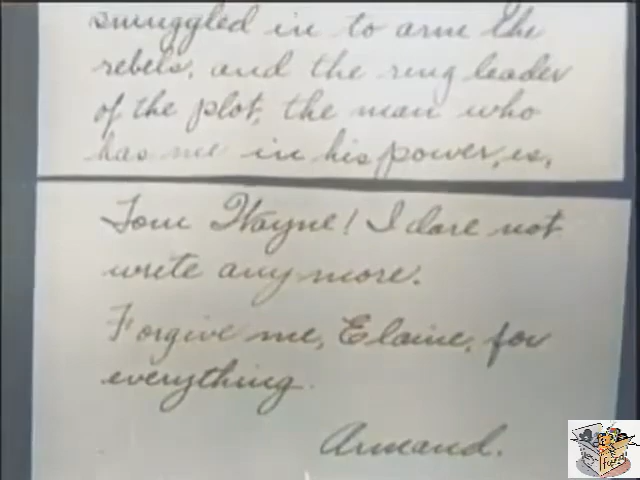 smuggled in to arm the
rebels, and the ring leader
of the plot, the man who
has me in his power, is,
Tom Wayne! I dare not
write any more.
Forgive me, Elaine, for
everything.
Armand.